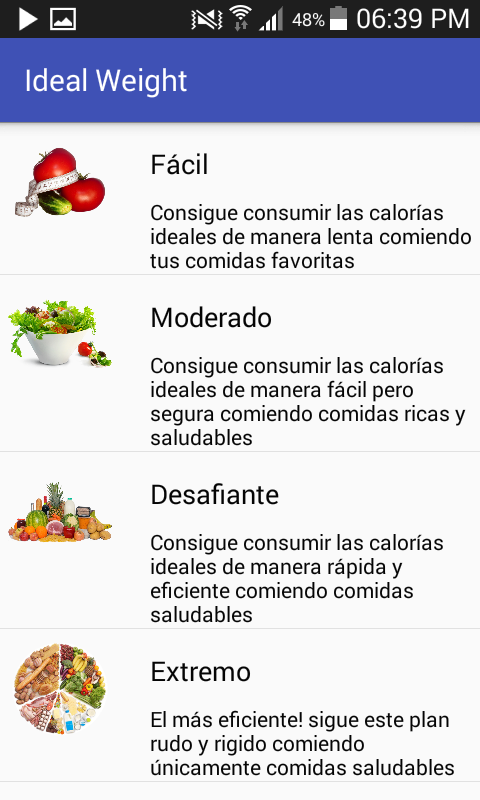 48% 06:39 PM
Ideal Weight
Fácil
Consigue consumir las calorías
ideales de manera lenta comiendo
tus comidas favoritas
Moderado
Consigue consumir las calorías
ideales de manera fácil pero
segura comiendo comidas ricas y
saludables
Desafiante
Consigue consumir las calorías
ideales de manera rápida y
eficiente comiendo comidas
saludables
Extremo
El más eficiente! sigue este plan
rudo y rigido comiendo
únicamente comidas saludables